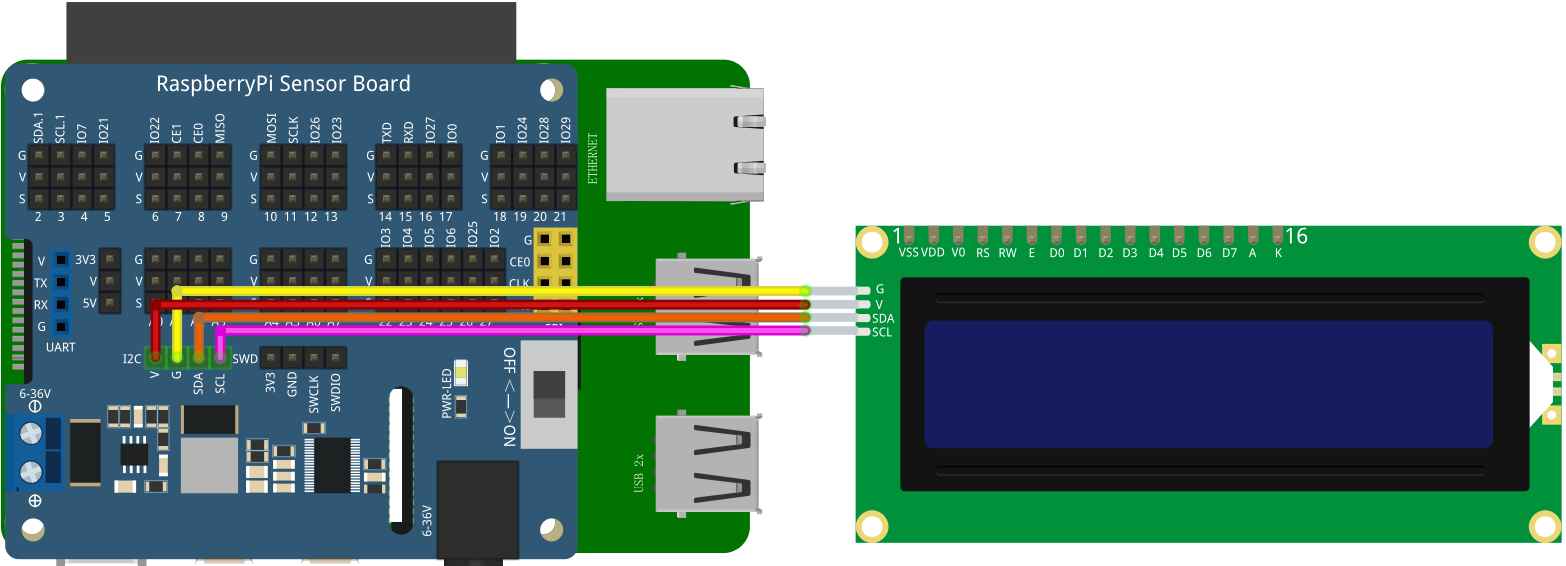 RaspberryPi Sensor Board
SDA.1 SCL.1 IO7 IO21 IO22 CE1 CE0 MISO MOSI SCLK IO26 IO23 TXD RXD IO27 IO0 IO1 IO24 IO28 IO29
G G G G G
V V V V V
S S S S S
2 3 4 5 6 7 8 9 10 11 12 13 14 15 16 17 18 19 20 21
ETHERNET
IO3 IO4 IO5 IO6 IO25 IO2
G
CE0
CLK
V 3V3 G G G
TX V V V V
RX 5V S
G
UART
I2C
V G SDA SCL
SWD
3V3 GND SWCLK SWDIO
OFF <—> ON
PWR-LED
6-36V
6-36V
USB 2x
1 16
VSS VDD V0 RS RW E D0 D1 D2 D3 D4 D5 D6 D7 A K
G
V
SDA
SCL